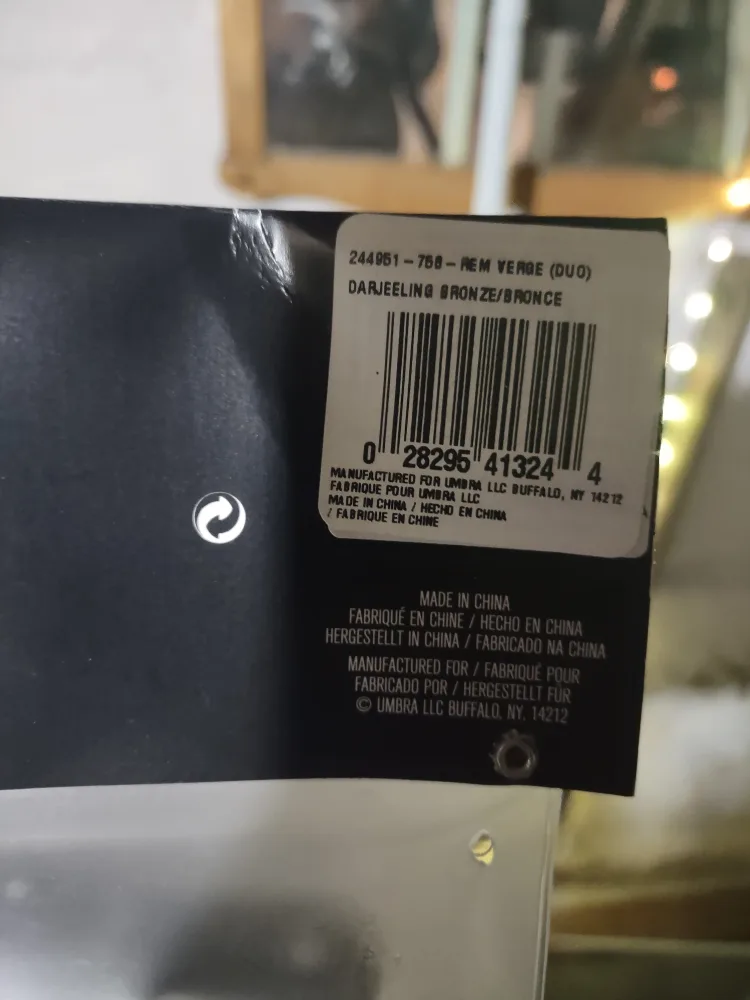 244951-758-REM VERGE (DUO)
DARJEELING BRONZE/BRONCE
0 28295 41324 4
MANUFACTURED FOR UMBRA LLC BUFFALO, NY 14212
FABRIQUE POUR UMBRA LLC
MADE IN CHINA / HECHO EN CHINA
/ FABRIQUE EN CHINE
MADE IN CHINA
FABRIQUÉ EN CHINE / HECHO EN CHINA
HERGESTELLT IN CHINA / FABRICADO NA CHINA
MANUFACTURED FOR / FABRIQUÉ POUR
FABRICADO POR / HERGESTELLT FÜR
© UMBRA LLC BUFFALO, NY, 14212